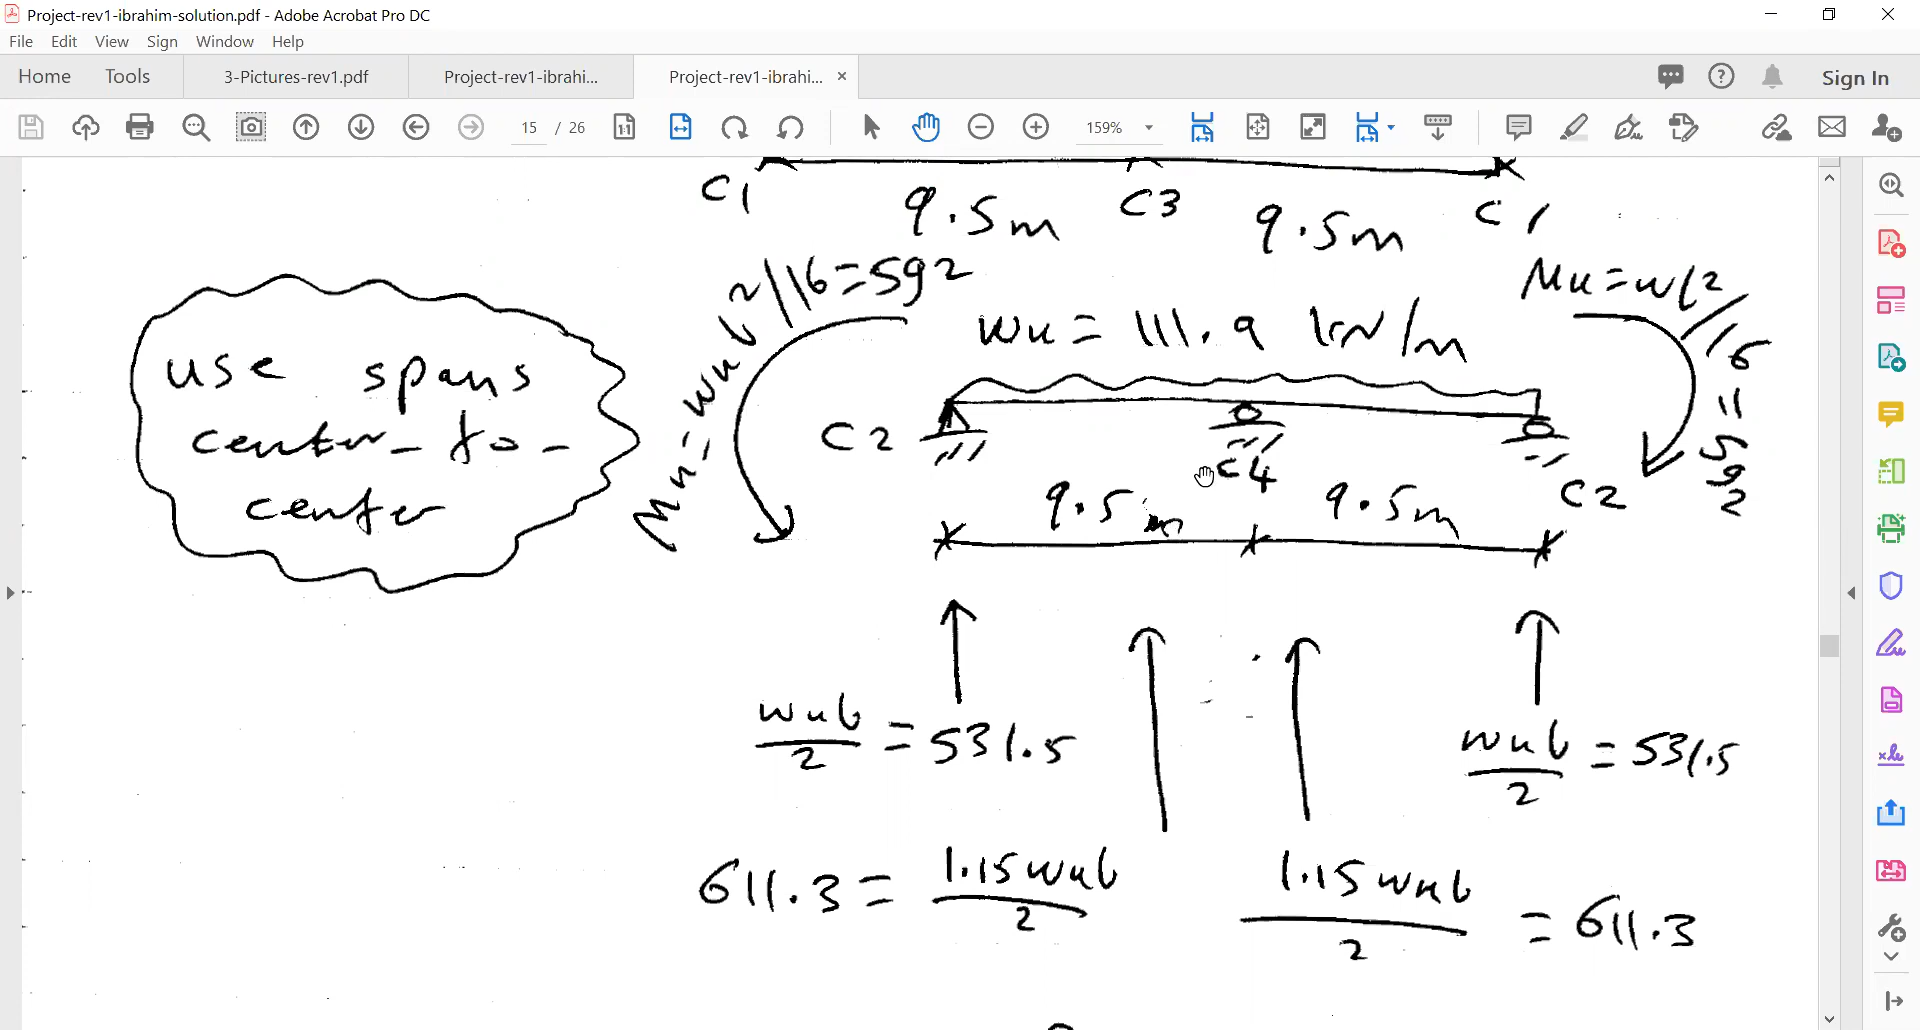 Project-rev1-ibrahim-solution.pdf - Adobe Acrobat Pro DC
File Edit View Sign Window Help
Home Tools 3-Pictures-rev1.pdf Project-rev1-ibrahi... Project-rev1-ibrahi... × Sign In
15 / 26 159%
C1 9.5m C3 9.5m C1
Mu=wul²/16=592
Mu=wl²/16=592
wu = 111.9 kN/m
use spans
center-to-
center
C2 C4 C2
9.5m 9.5m
wul/2 = 531.5
wul/2 = 531.5
611.3 = 1.15wul/2
1.15wul/2 = 611.3